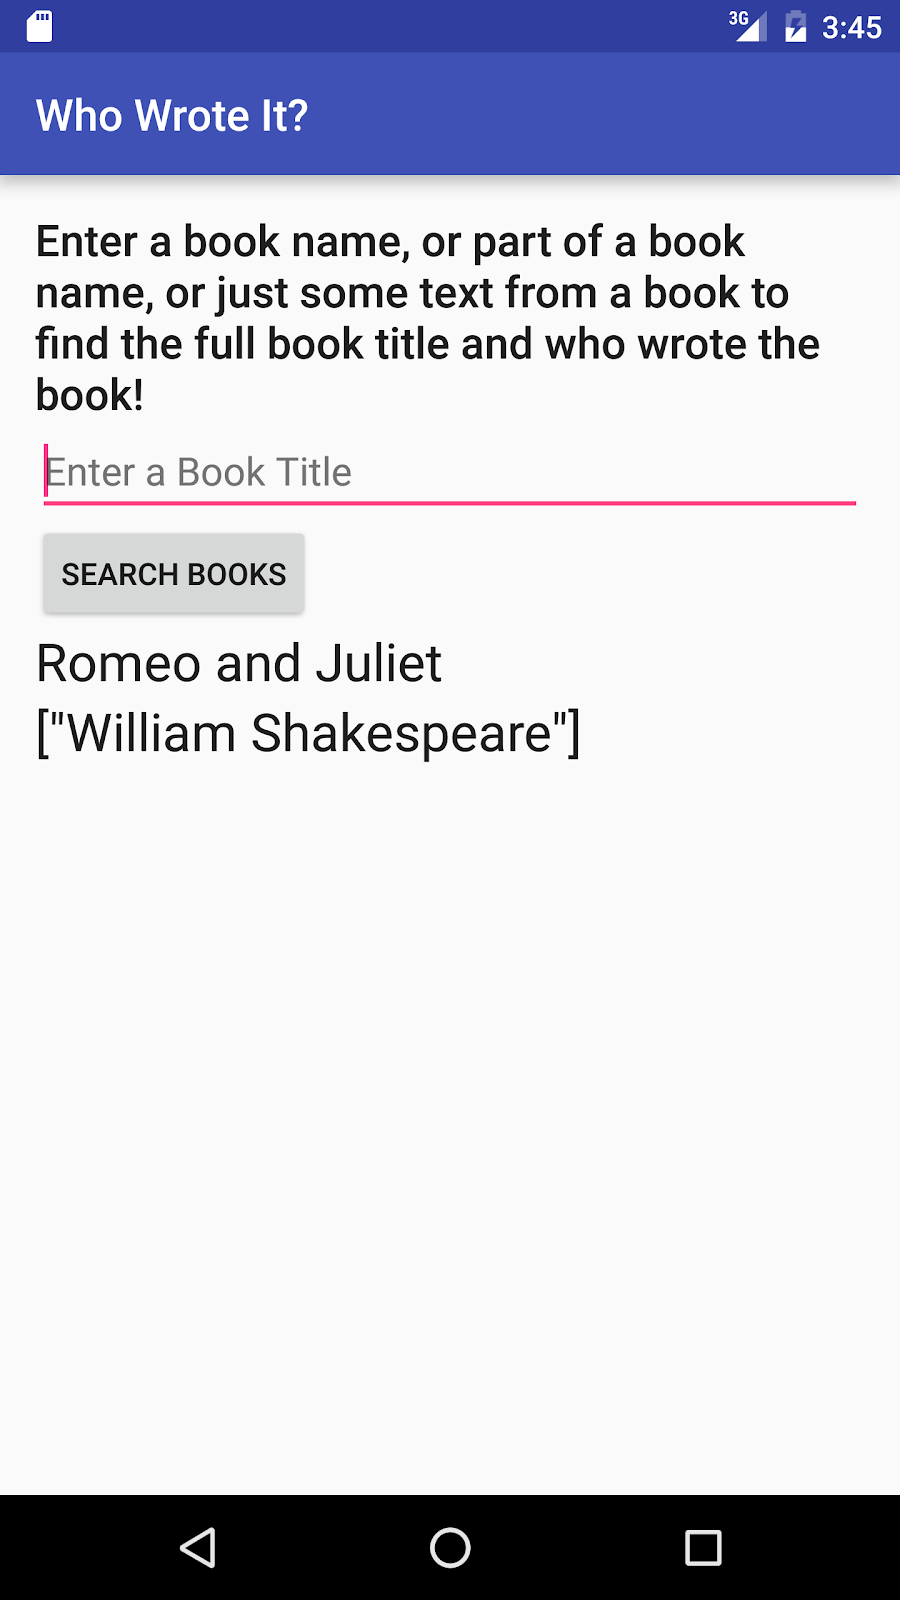 3G 3:45
Who Wrote It?
Enter a book name, or part of a book
name, or just some text from a book to
find the full book title and who wrote the
book!
Enter a Book Title
SEARCH BOOKS
Romeo and Juliet
["William Shakespeare"]